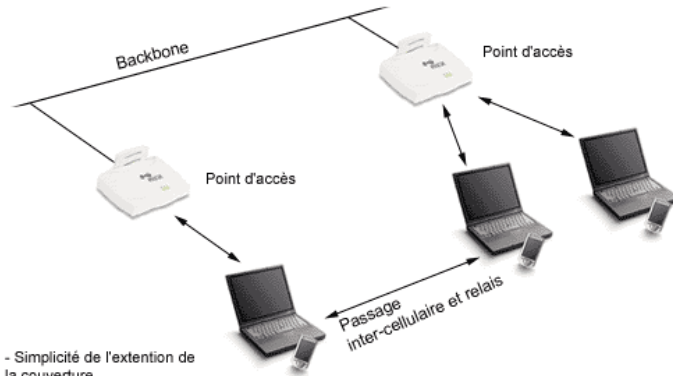 Backbone
Point d'accès
Point d'accès
Passage
inter-cellulaire et relais
- Simplicité de l'extention de
la couverture